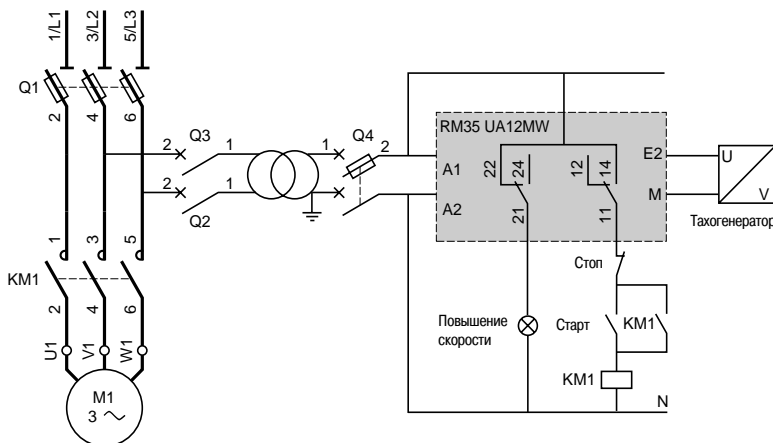 1/L1
3/L2
5/L3
Q1
2
4
6
2
Q3
1
1
Q4
2
2
1
Q2
RM35 UA12MW
A1
A2
22
24
21
12
14
11
E2
M
U
V
Тахогенератор
1
3
5
KM1
2
4
6
U1
V1
W1
M1
3
Стоп
Повышение
скорости
Старт
KM1
KM1
N